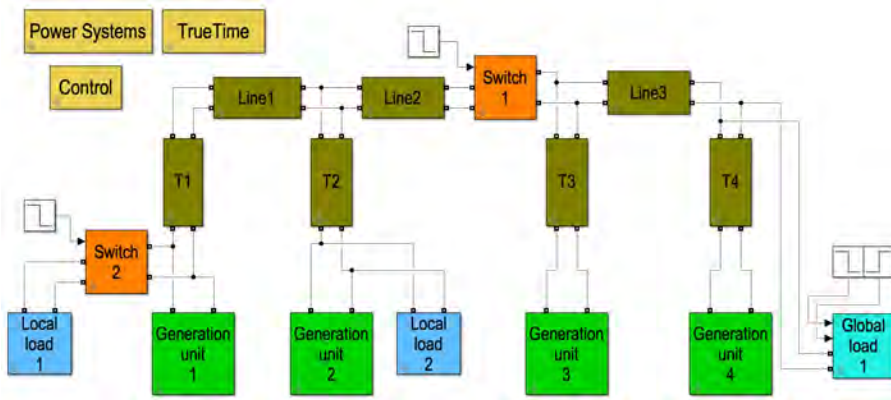 Power Systems
TrueTime
Control
Line1
Line2
Switch
1
Line3
T1
T2
T3
T4
Switch
2
Local
load
1
Generation
unit
1
Generation
unit
2
Local
load
2
Generation
unit
3
Generation
unit
4
Global
load
1